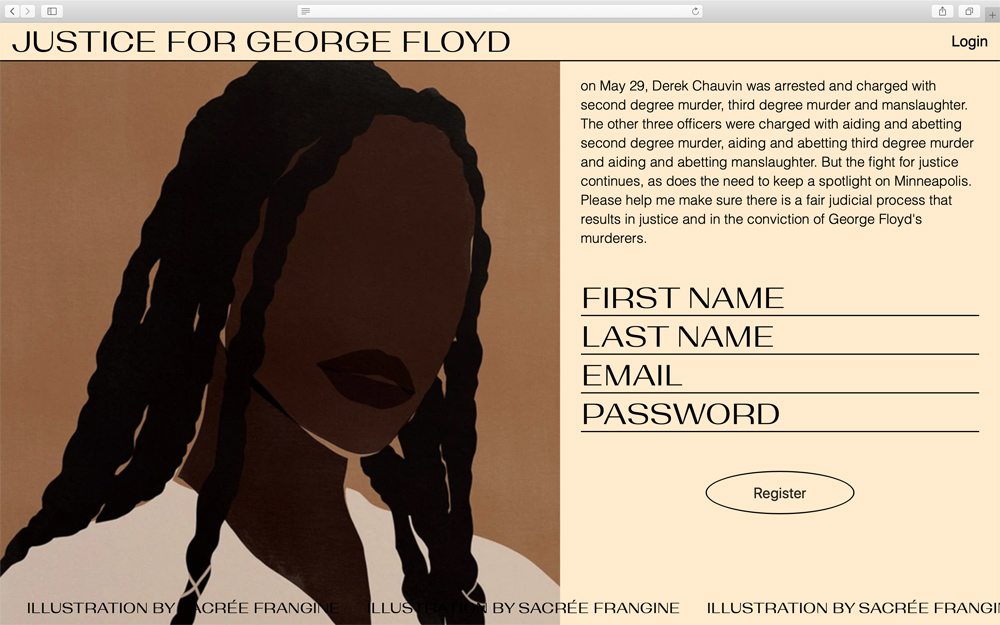 JUSTICE FOR GEORGE FLOYD
Login
on May 29, Derek Chauvin was arrested and charged with
second degree murder, third degree murder and manslaughter.
The other three officers were charged with aiding and abetting
second degree murder, aiding and abetting third degree murder
and aiding and abetting manslaughter. But the fight for justice
continues, as does the need to keep a spotlight on Minneapolis.
Please help me make sure there is a fair judicial process that
results in justice and in the conviction of George Floyd's
murderers.
FIRST NAME
LAST NAME
EMAIL
PASSWORD
Register
ILLUSTRATION BY SACRÉE FRANGINE ILLUSTRATION BY SACRÉE FRANGINE ILLUSTRATION BY SACRÉE FRANGI